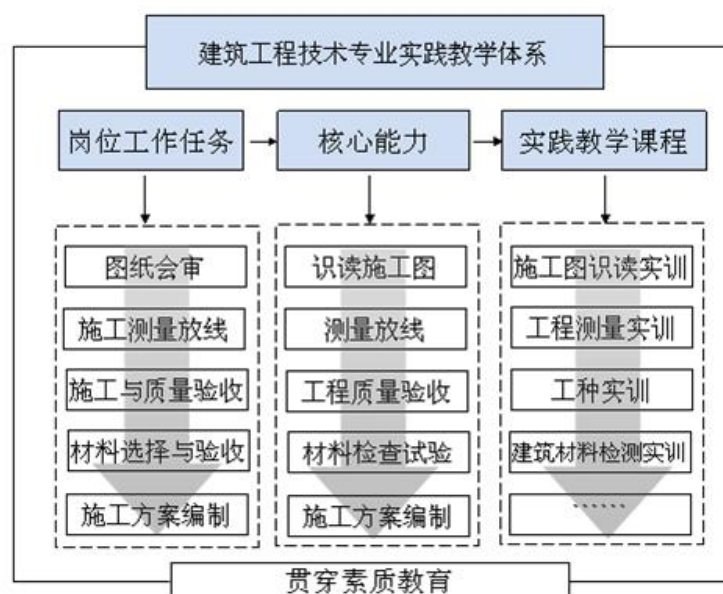 建筑工程技术专业实践教学体系
岗位工作任务
核心能力
实践教学课程
图纸会审
施工测量放线
施工与质量验收
材料选择与验收
施工方案编制
识读施工图
测量放线
工程质量验收
材料检查试验
施工方案编制
施工图识读实训
工程测量实训
工种实训
建筑材料检测实训
······
贯穿素质教育